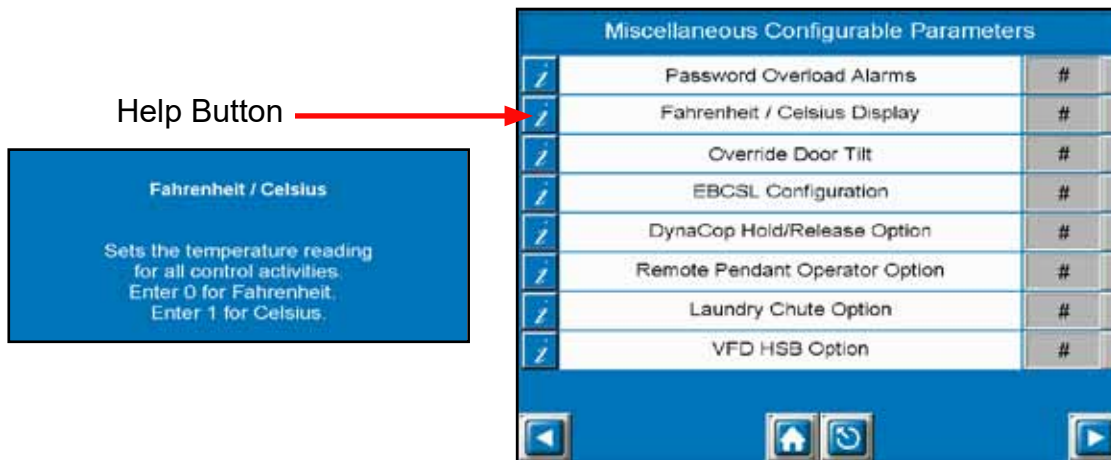 Help Button
Fahrenheit / Celsius
Sets the temperature reading
for all control activities.
Enter 0 for Fahrenheit.
Enter 1 for Celsius.
Miscellaneous Configurable Parameters
i Password Overload Alarms #
i Fahrenheit / Celsius Display #
i Override Door Tilt #
i EBCSL Configuration #
i DynaCop Hold/Release Option #
i Remote Pendant Operator Option #
i Laundry Chute Option #
i VFD HSB Option #